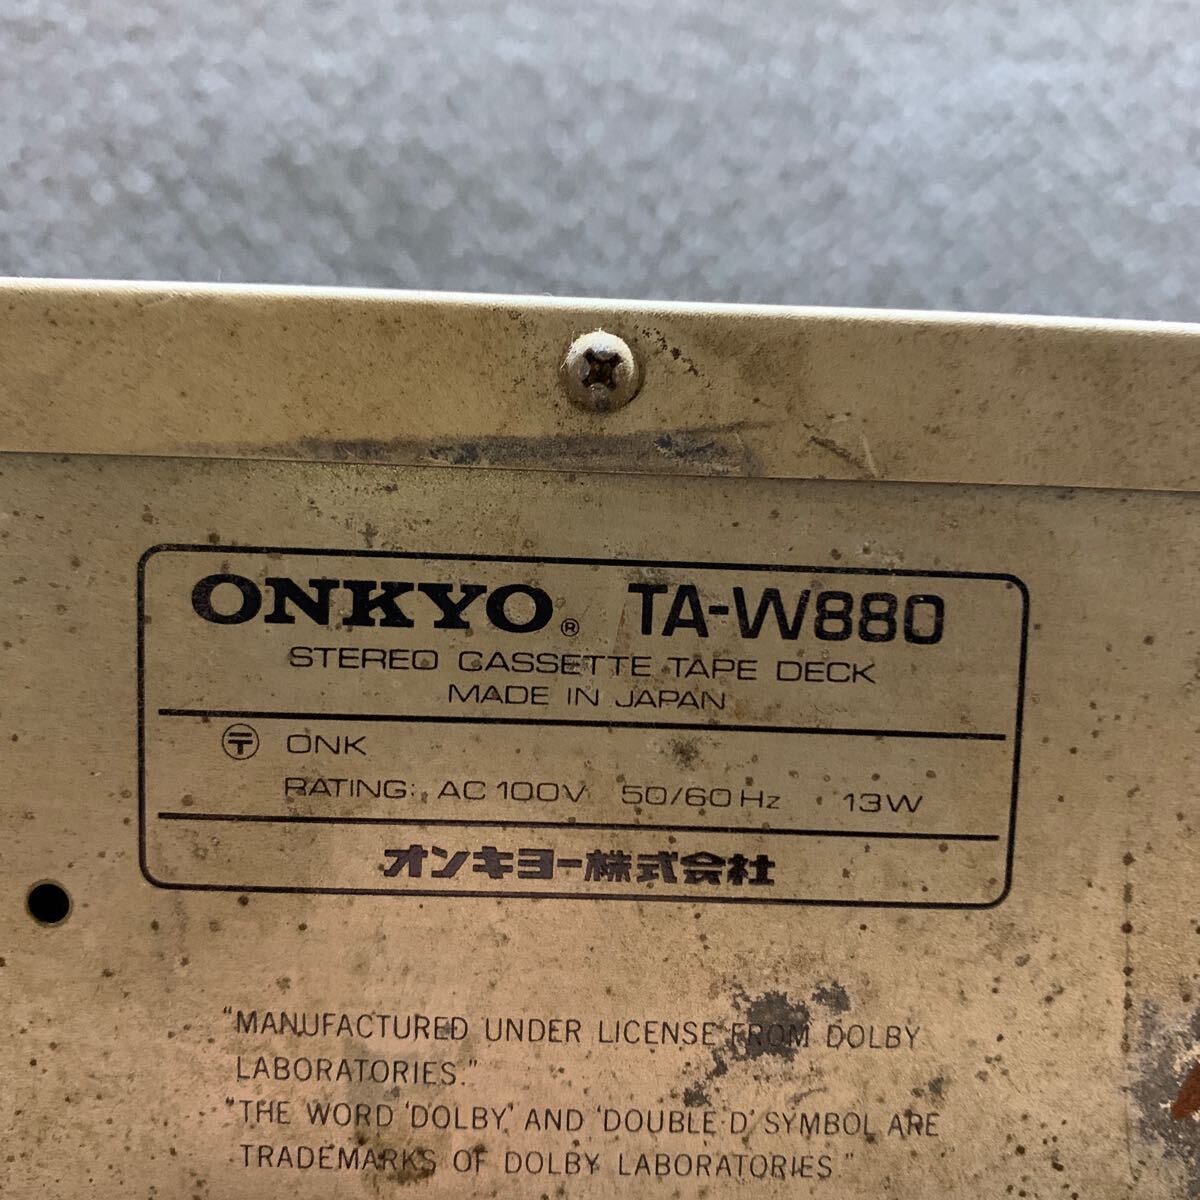 ONKYO® TA-W880
STEREO CASSETTE TAPE DECK
MADE IN JAPAN
〶 ONK
RATING: AC 100V 50/60 Hz 13W
オンキヨー株式会社
"MANUFACTURED UNDER LICENSE FROM DOLBY
LABORATORIES."
"THE WORD 'DOLBY' AND 'DOUBLE-D' SYMBOL ARE
TRADEMARKS OF DOLBY LABORATORIES."